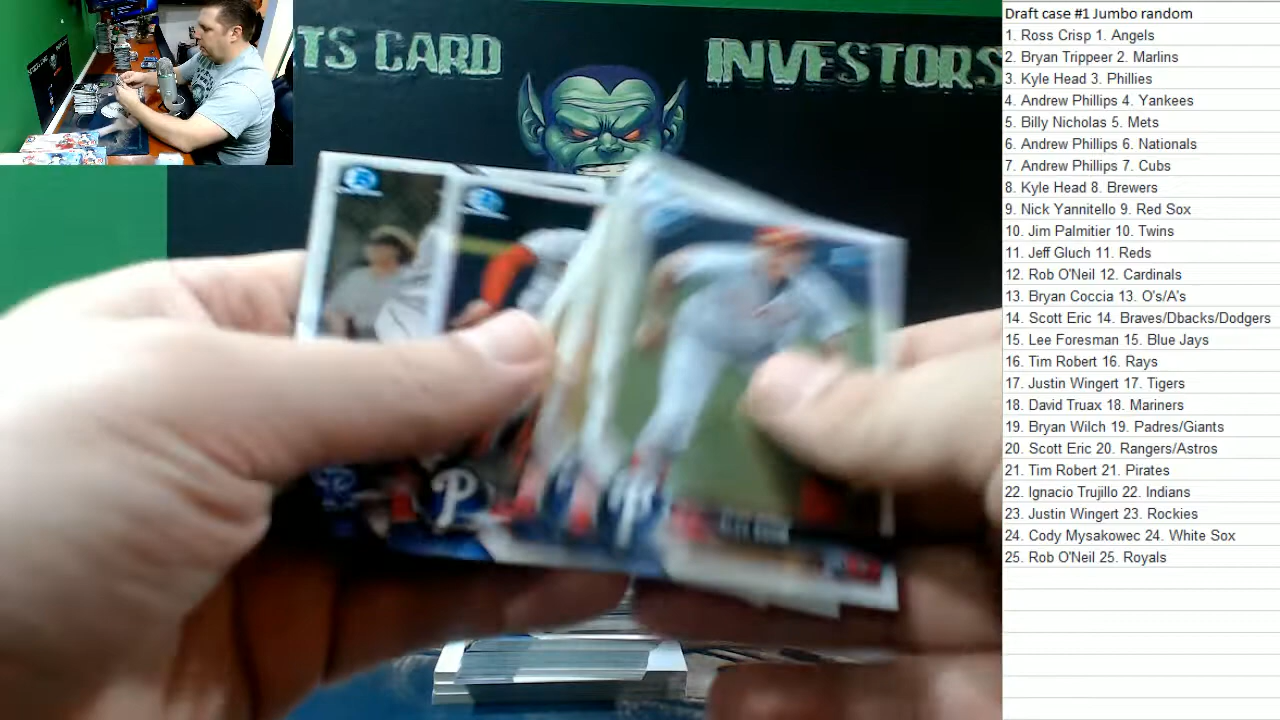 TS CARD INVESTORS
Draft case #1 Jumbo random
1. Ross Crisp 1. Angels
2. Bryan Trippeer 2. Marlins
3. Kyle Head 3. Phillies
4. Andrew Phillips 4. Yankees
5. Billy Nicholas 5. Mets
6. Andrew Phillips 6. Nationals
7. Andrew Phillips 7. Cubs
8. Kyle Head 8. Brewers
9. Nick Yannitello 9. Red Sox
10. Jim Palmitier 10. Twins
11. Jeff Gluch 11. Reds
12. Rob O'Neil 12. Cardinals
13. Bryan Coccia 13. O's/A's
14. Scott Eric 14. Braves/Dbacks/Dodgers
15. Lee Foresman 15. Blue Jays
16. Tim Robert 16. Rays
17. Justin Wingert 17. Tigers
18. David Truax 18. Mariners
19. Bryan Wilch 19. Padres/Giants
20. Scott Eric 20. Rangers/Astros
21. Tim Robert 21. Pirates
22. Ignacio Trujillo 22. Indians
23. Justin Wingert 23. Rockies
24. Cody Mysakowec 24. White Sox
25. Rob O'Neil 25. Royals
P